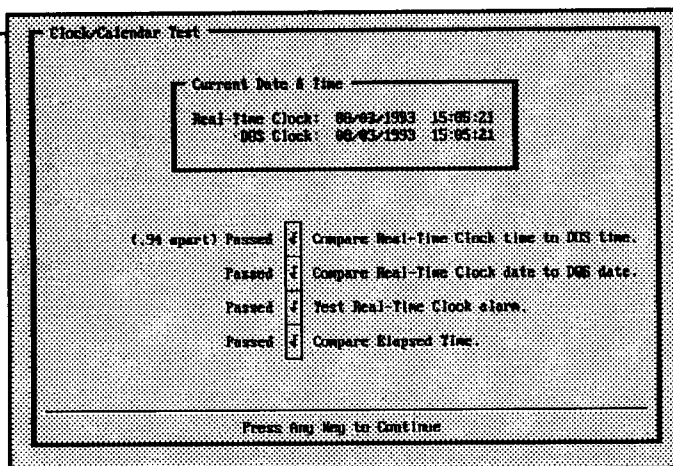 Clock/Calendar Test
Current Date & Time
Real-Time Clock: 08/03/1993 15:05:21
DOS Clock: 08/03/1993 15:05:21
(.94 apart) Passed √ Compare Real-Time Clock time to DOS time.
Passed √ Compare Real-Time Clock date to DOS date.
Passed √ Test Real-Time Clock alarm.
Passed √ Compare Elapsed Time.
Press Any Key to Continue